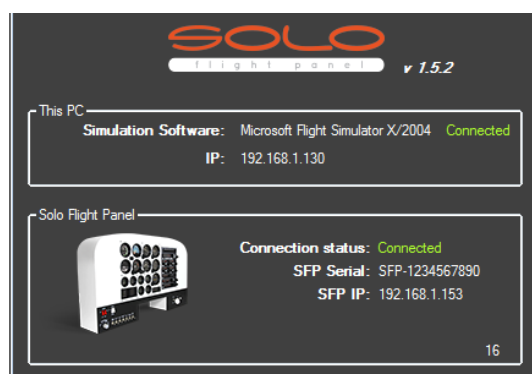 SOLO
flight panel
v 1.5.2
This PC
Simulation Software: Microsoft Flight Simulator X/2004 Connected
IP: 192.168.1.130
Solo Flight Panel
Connection status: Connected
SFP Serial: SFP-1234567890
SFP IP: 192.168.1.153
16